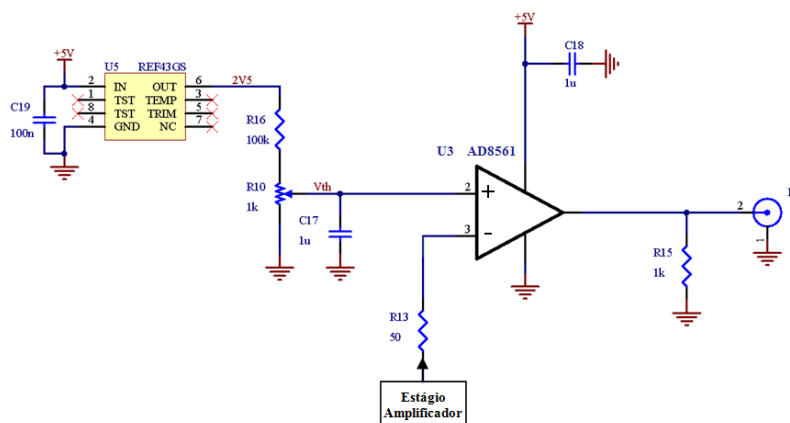 +5V
U5 REF43GS
2 IN OUT 6 2V5
1 TST TEMP 3
8 TST TRIM 5
4 GND NC 7
C19
100n
R16
100k
R10
1k
Vth
C17
1u
+5V
C18
1u
U3 AD8561
2 +
3 -
R13
50
Estágio
Amplificador
R15
1k
2
1